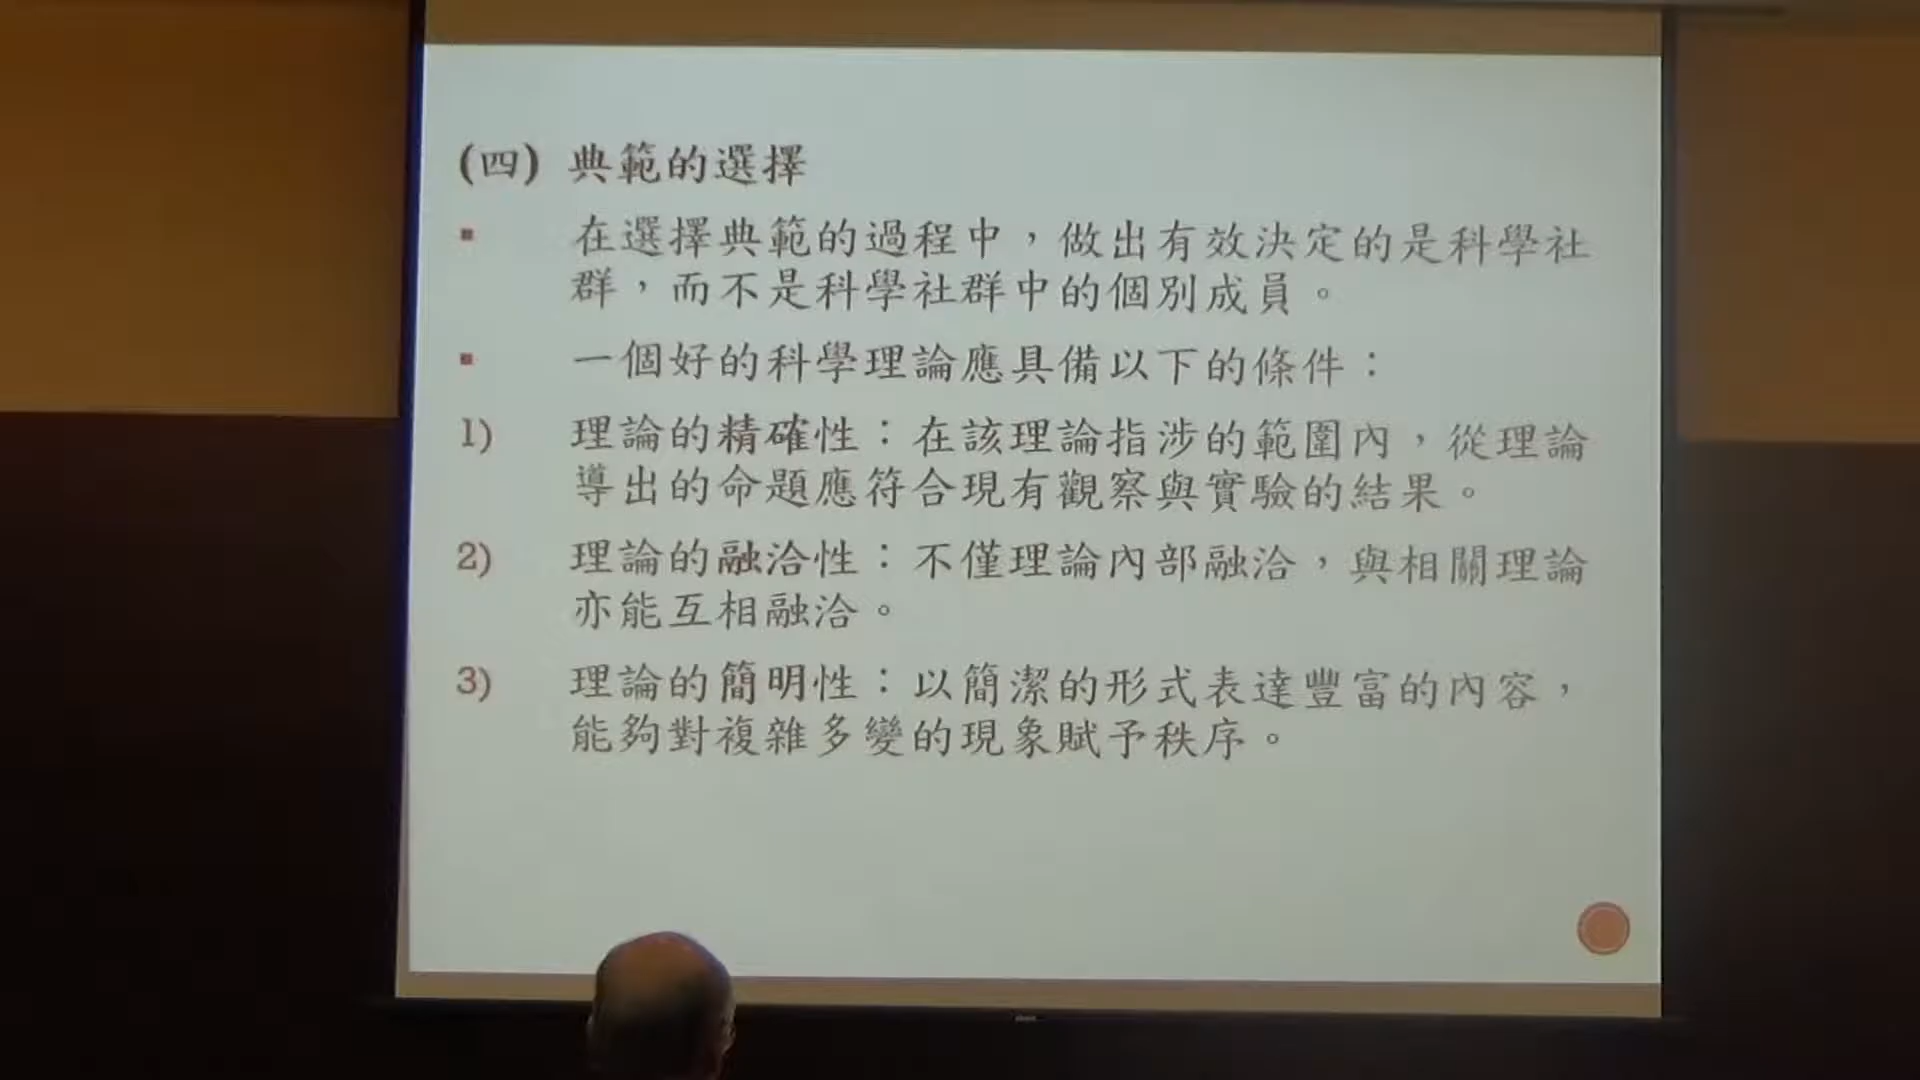 (四) 典範的選擇
▪ 在選擇典範的過程中，做出有效決定的是科學社
群，而不是科學社群中的個別成員。
▪ 一個好的科學理論應具備以下的條件：
1) 理論的精確性：在該理論指涉的範圍內，從理論
導出的命題應符合現有觀察與實驗的結果。
2) 理論的融洽性：不僅理論內部融洽，與相關理論
亦能互相融洽。
3) 理論的簡明性：以簡潔的形式表達豐富的內容，
能夠對複雜多變的現象賦予秩序。